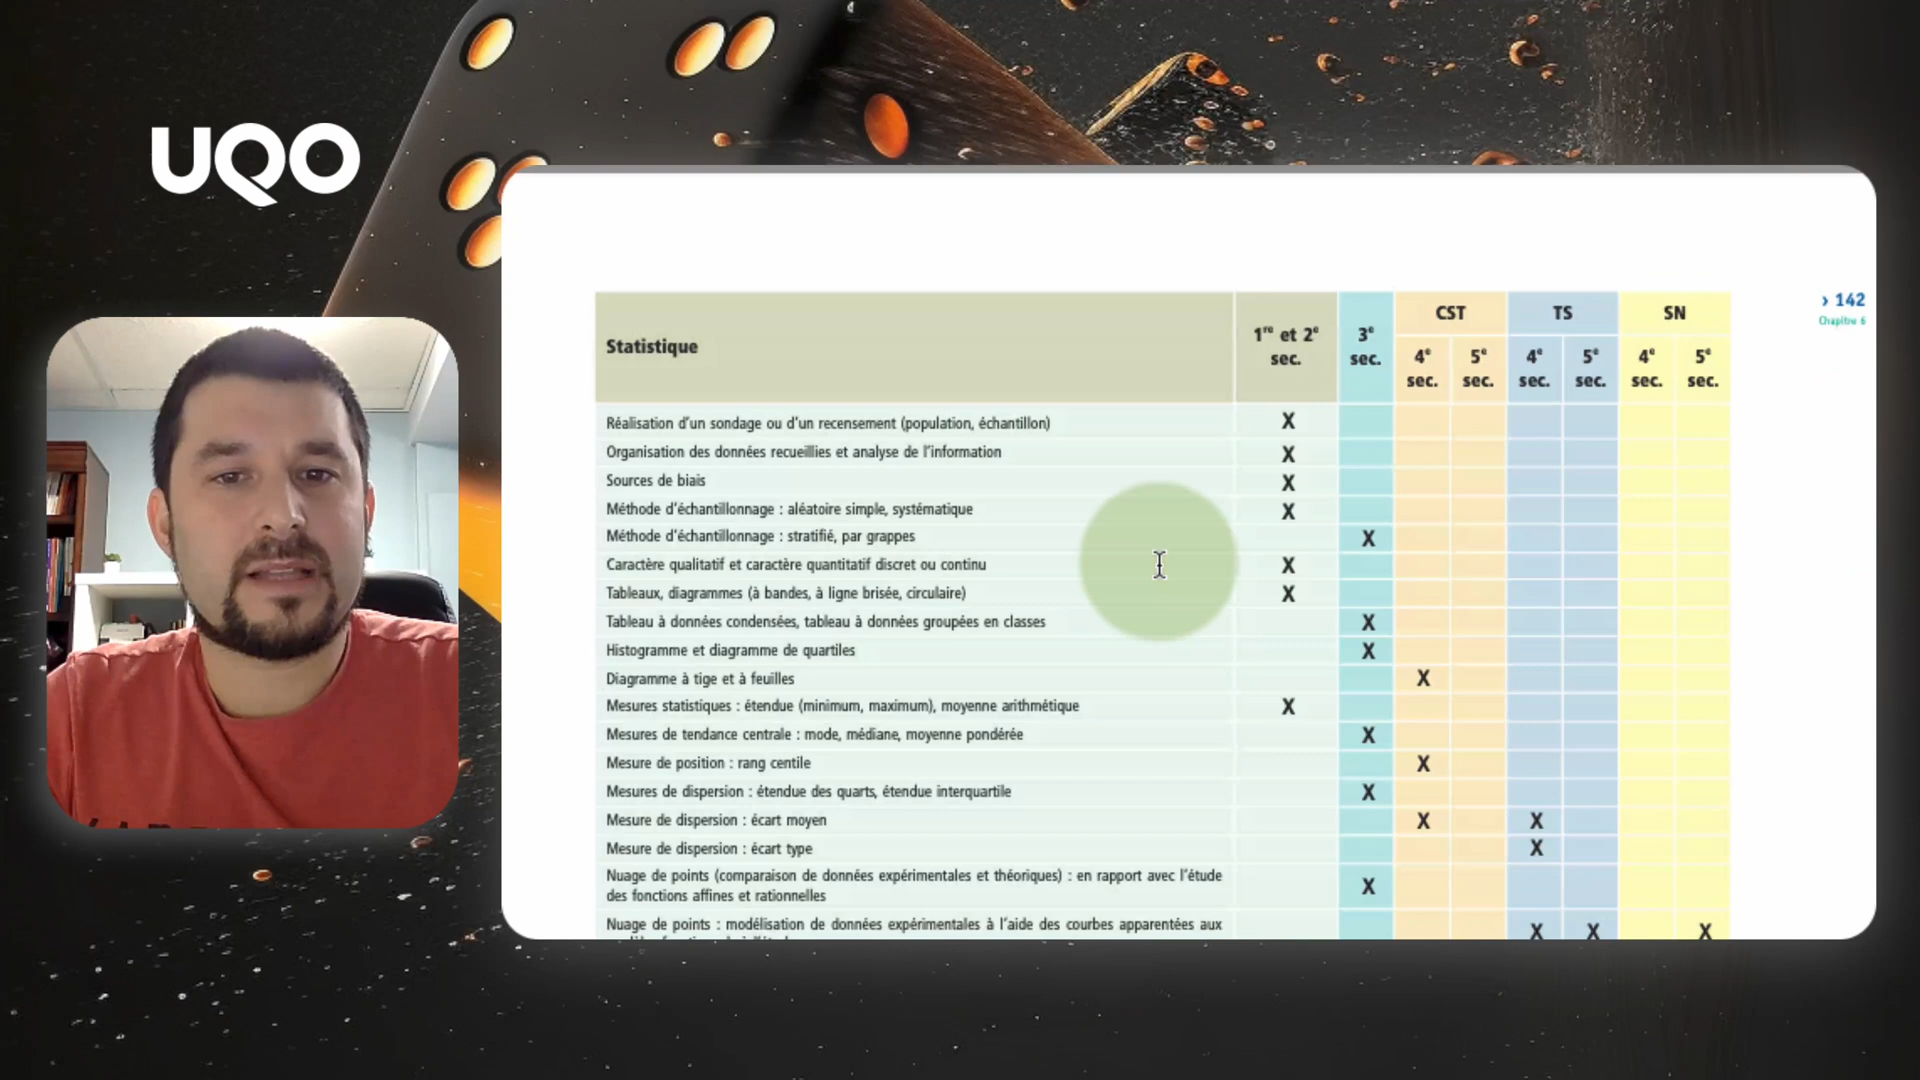 UQO
› 142
Chapitre 6
Statistique
1re et 2e
sec.
3e
sec.
CST
TS
SN
4e
sec.
5e
sec.
4e
sec.
5e
sec.
4e
sec.
5e
sec.
Réalisation d'un sondage ou d'un recensement (population, échantillon) X
Organisation des données recueillies et analyse de l'information X
Sources de biais X
Méthode d'échantillonnage : aléatoire simple, systématique X
Méthode d'échantillonnage : stratifié, par grappes X
Caractère qualitatif et caractère quantitatif discret ou continu X
Tableaux, diagrammes (à bandes, à ligne brisée, circulaire) X
Tableau à données condensées, tableau à données groupées en classes X
Histogramme et diagramme de quartiles X
Diagramme à tige et à feuilles X
Mesures statistiques : étendue (minimum, maximum), moyenne arithmétique X
Mesures de tendance centrale : mode, médiane, moyenne pondérée X
Mesure de position : rang centile X
Mesures de dispersion : étendue des quarts, étendue interquartile X
Mesure de dispersion : écart moyen X X
Mesure de dispersion : écart type X
Nuage de points (comparaison de données expérimentales et théoriques) : en rapport avec l'étude
des fonctions affines et rationnelles X
Nuage de points : modélisation de données expérimentales à l'aide des courbes apparentées aux X X X